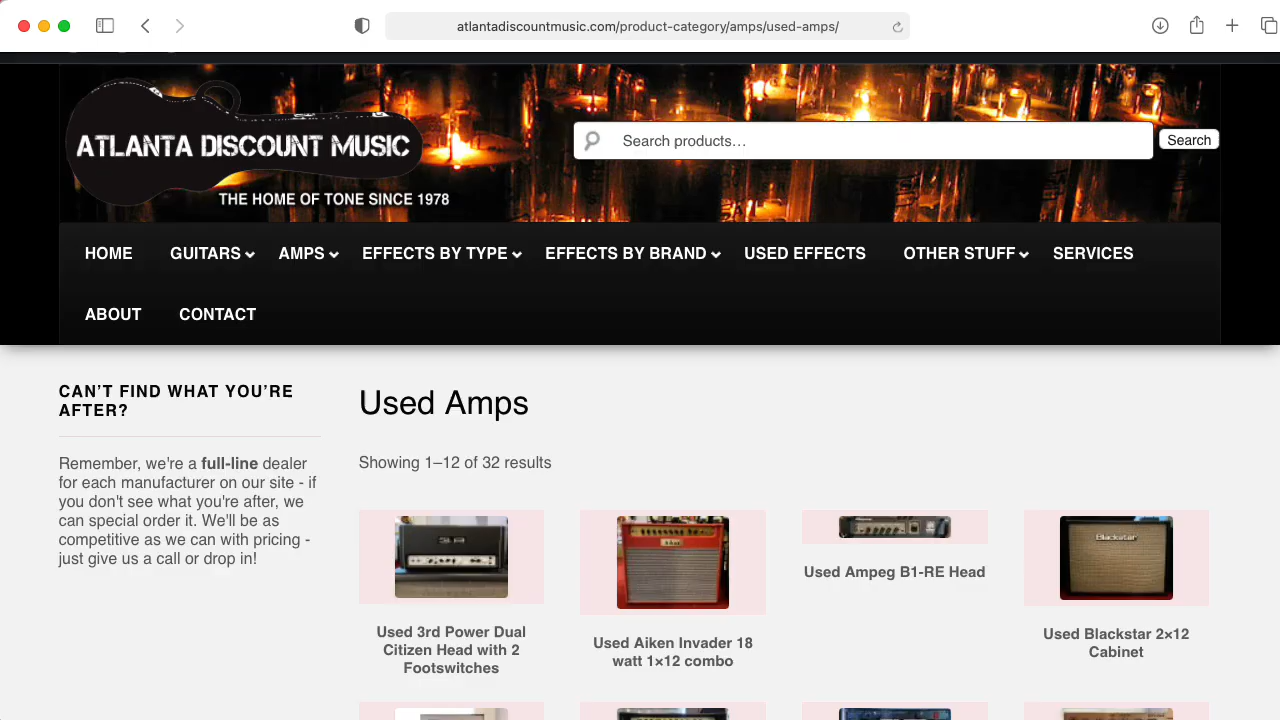 atlantadiscountmusic.com/product-category/amps/used-amps/
ATLANTA DISCOUNT MUSIC
THE HOME OF TONE SINCE 1978
Search products…
Search
HOME GUITARS AMPS EFFECTS BY TYPE EFFECTS BY BRAND USED EFFECTS OTHER STUFF SERVICES
ABOUT CONTACT
CAN’T FIND WHAT YOU’RE
AFTER?
Remember, we're a full-line dealer
for each manufacturer on our site - if
you don't see what you're after, we
can special order it. We'll be as
competitive as we can with pricing -
just give us a call or drop in!
Used Amps
Showing 1–12 of 32 results
Blackstar
Used 3rd Power Dual
Citizen Head with 2
Footswitches
Used Aiken Invader 18
watt 1×12 combo
Used Ampeg B1-RE Head
Used Blackstar 2×12
Cabinet